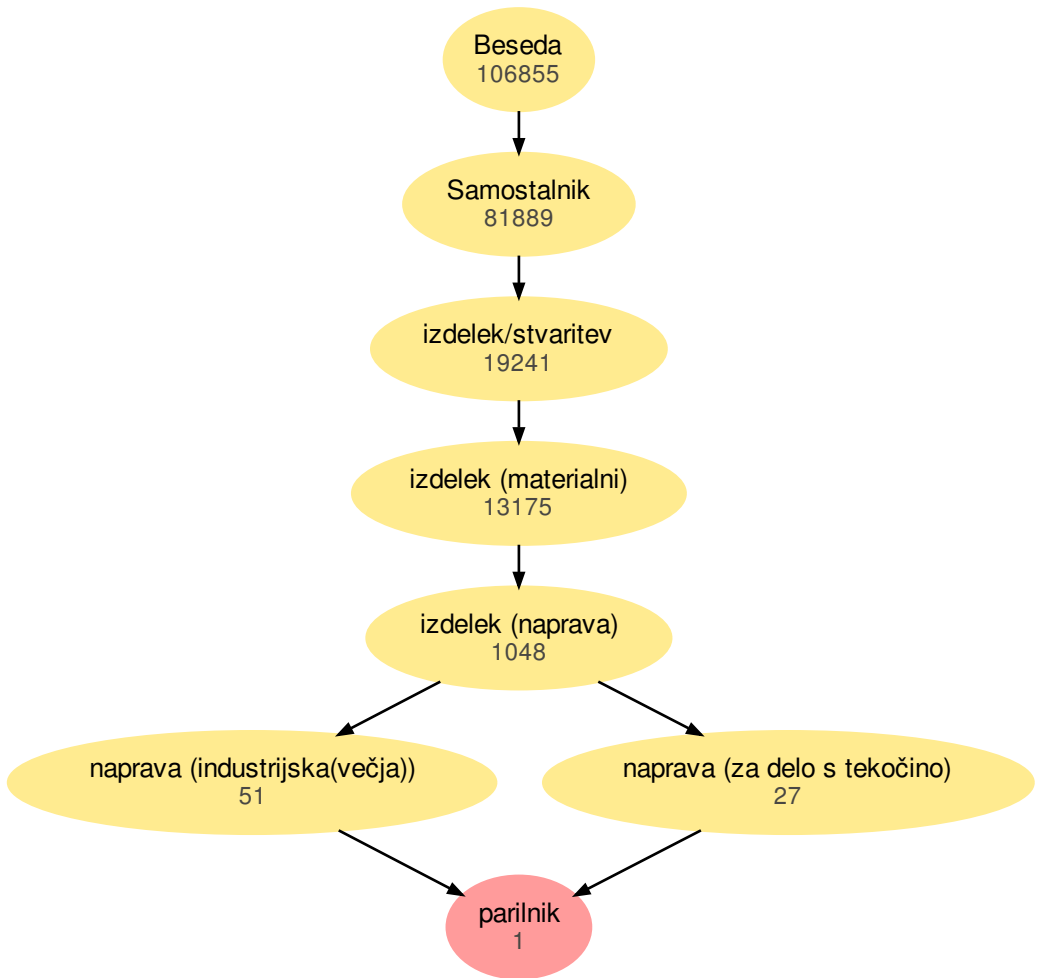 Beseda
106855
Samostalnik
81889
izdelek/stvaritev
19241
izdelek (materialni)
13175
izdelek (naprava)
1048
naprava (industrijska(večja))
51
naprava (za delo s tekočino)
27
parilnik
1